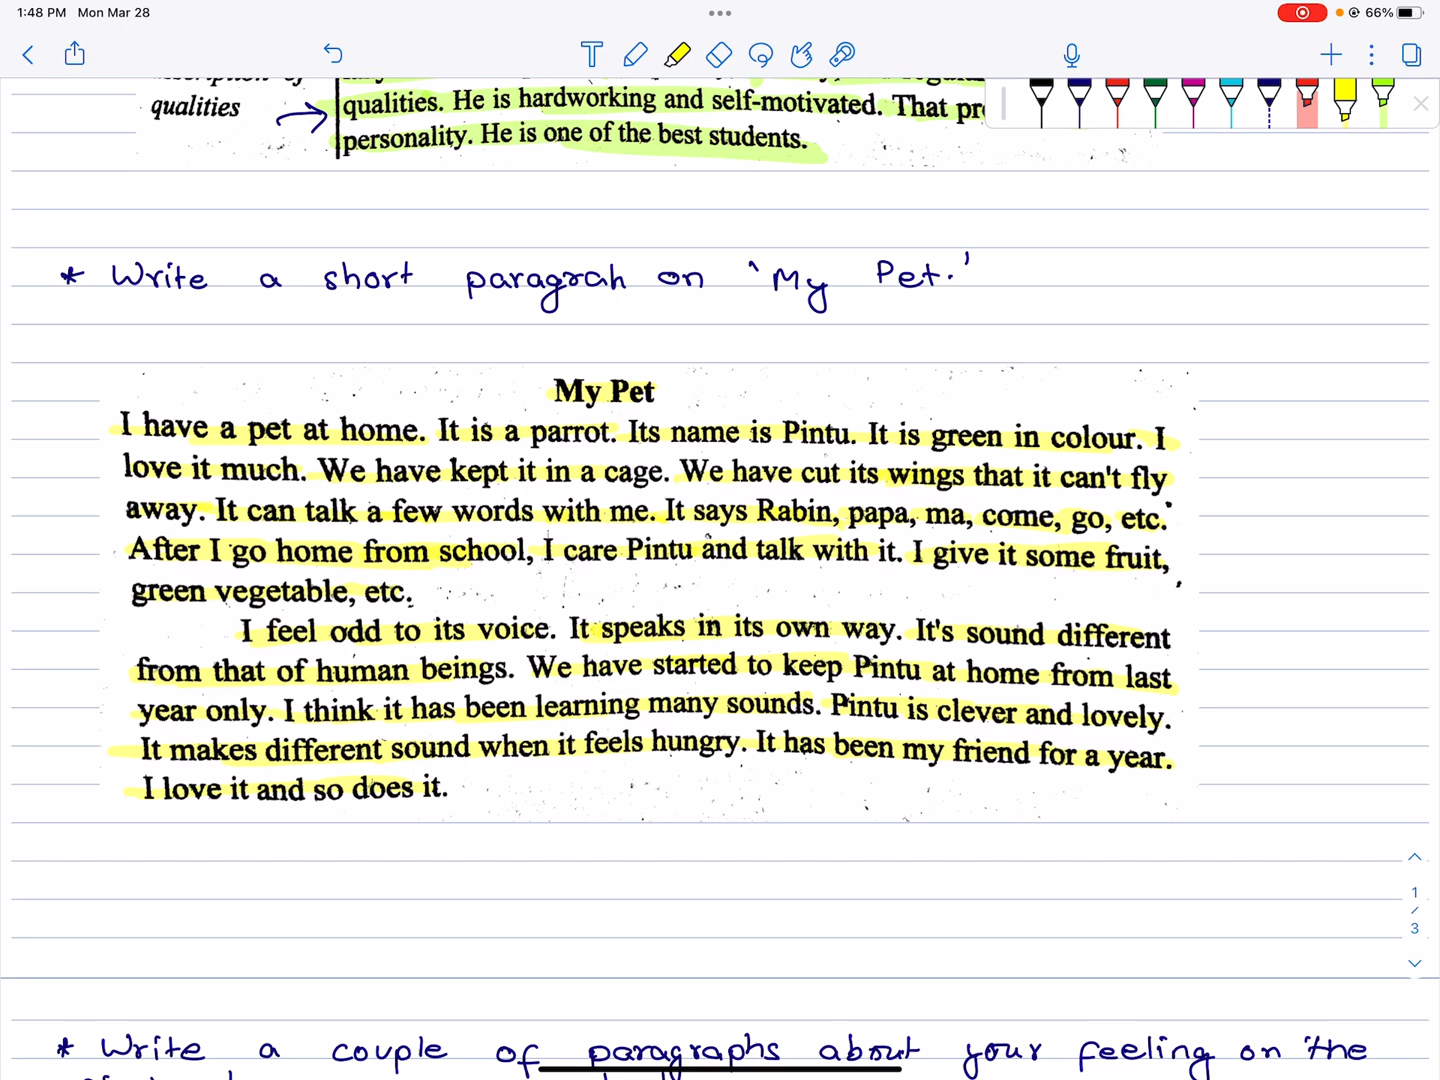 1:48 PM Mon Mar 28
66%
qualities
qualities. He is hardworking and self-motivated. That
personality. He is one of the best students.
* Write a short paragrah on 'My Pet.'
My Pet
I have a pet at home. It is a parrot. Its name is Pintu. It is green in colour. I
love it much. We have kept it in a cage. We have cut its wings that it can't fly
away. It can talk a few words with me. It says Rabin, papa, ma, come, go, etc.
After I go home from school, I care Pintu and talk with it. I give it some fruit,
green vegetable, etc.
I feel odd to its voice. It speaks in its own way. It's sound different
from that of human beings. We have started to keep Pintu at home from last
year only. I think it has been learning many sounds. Pintu is clever and lovely.
It makes different sound when it feels hungry. It has been my friend for a year.
I love it and so does it.
1
/
3
* Write a couple of paragraphs about your feeling on the